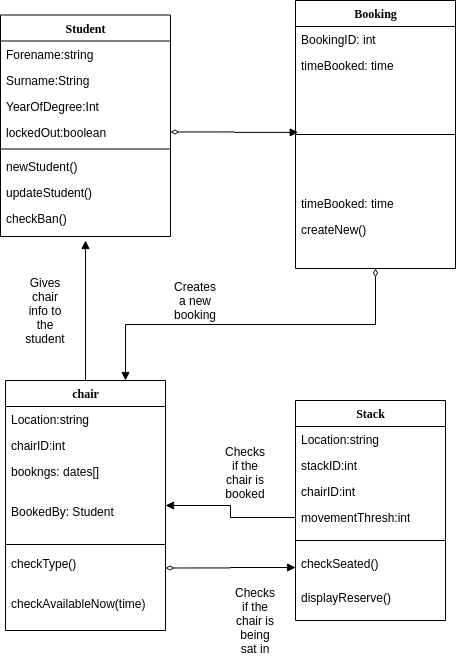 Student
Forename:string
Surname:String
YearOfDegree:Int
lockedOut:boolean
newStudent()
updateStudent()
checkBan()
Booking
BookingID: int
timeBooked: time
timeBooked: time
createNew()
Gives
chair
info to
the
student
Creates
a new
booking
chair
Location:string
chairID:int
bookngs: dates[]
BookedBy: Student
checkType()
checkAvailableNow(time)
Checks
if the
chair is
booked
Stack
Location:string
stackID:int
chairID:int
movementThresh:int
checkSeated()
displayReserve()
Checks
if the
chair is
being
sat in